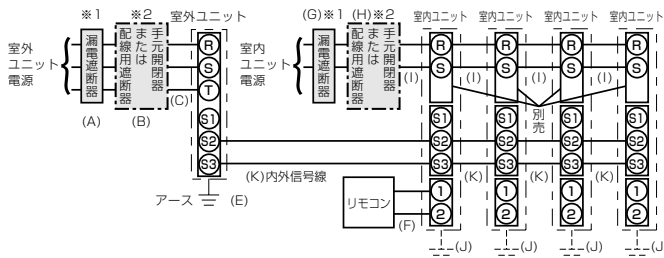 ※1
※2
室外ユニット
(G)※1
(H)※2
室内ユニット
室内ユニット
室内ユニット
室内ユニット
室外
ユニット
電源
漏電遮断器
手元開閉器
または
配線用遮断器
(A)
(B)
(C)
R
S
T
S1
S2
S3
アース
(E)
室内
ユニット
電源
漏電遮断器
手元開閉器
または
配線用遮断器
R
S
R
S
R
S
R
S
(I)
(I)
(I)
(I)
別売
S1
S2
S3
S1
S2
S3
S1
S2
S3
S1
S2
S3
(K)内外信号線
(K)
(K)
(K)
リモコン
(F)
1
2
1
2
1
2
1
2
(J)
(J)
(J)
(J